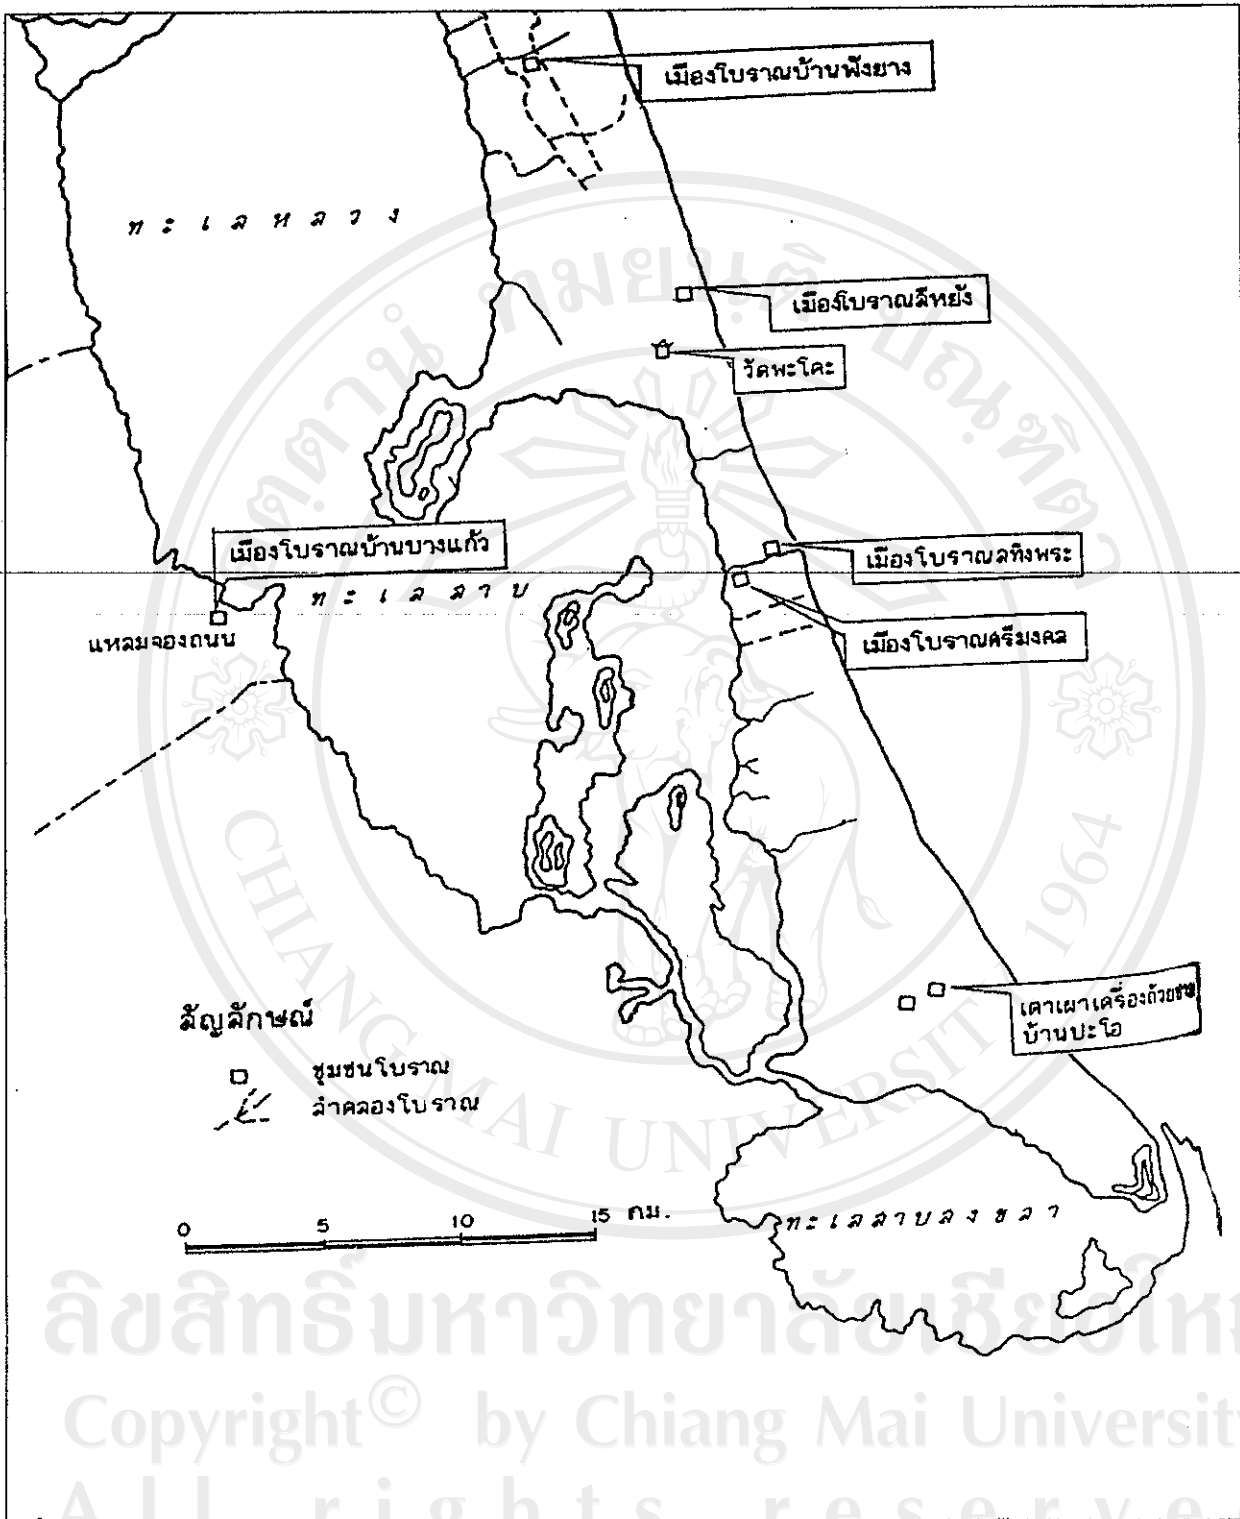 เมืองโบราณบ้านพังยาง
ทะเลหลวง
เมืองโบราณสีหยัง
วัดพะโคะ
เมืองโบราณบ้านบางแก้ว
เมืองโบราณสทิงพระ
ทะเลสาบ
แหลมจองถนน
เมืองโบราณศรีมงคล
เตาเผาเครื่องถ้วยชาม
บ้านปะโอ
สัญลักษณ์
ชุมชนโบราณ
ลำคลองโบราณ
0 5 10 15 กม.
ทะเลสาบสงขลา
CHIANG MAI UNIVERSITY 1964
ลิขสิทธิ์มหาวิทยาลัยเชียงใหม
Copyright© by Chiang Mai University
All rights reserve